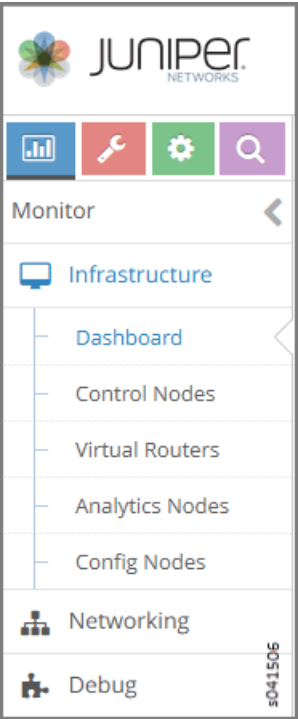 JUNIPER
NETWORKS
Monitor
Infrastructure
Dashboard
Control Nodes
Virtual Routers
Analytics Nodes
Config Nodes
Networking
Debug
s041506